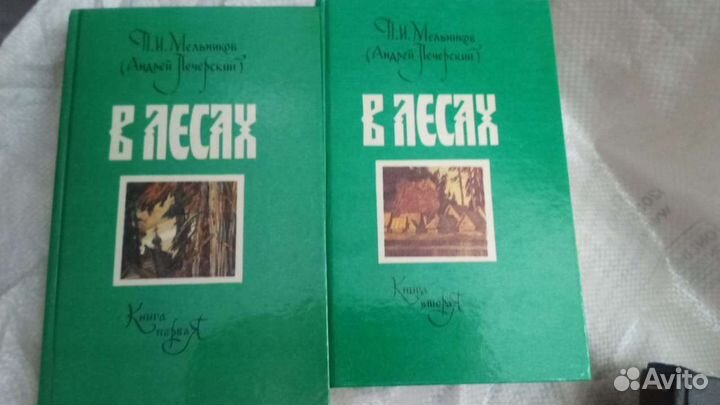 П.И. Мельников
(Андрей Печерский)
В ЛЕСАХ
Книга
первая
П.И. Мельников
(Андрей Печерский)
В ЛЕСАХ
Книга
вторая
Avito